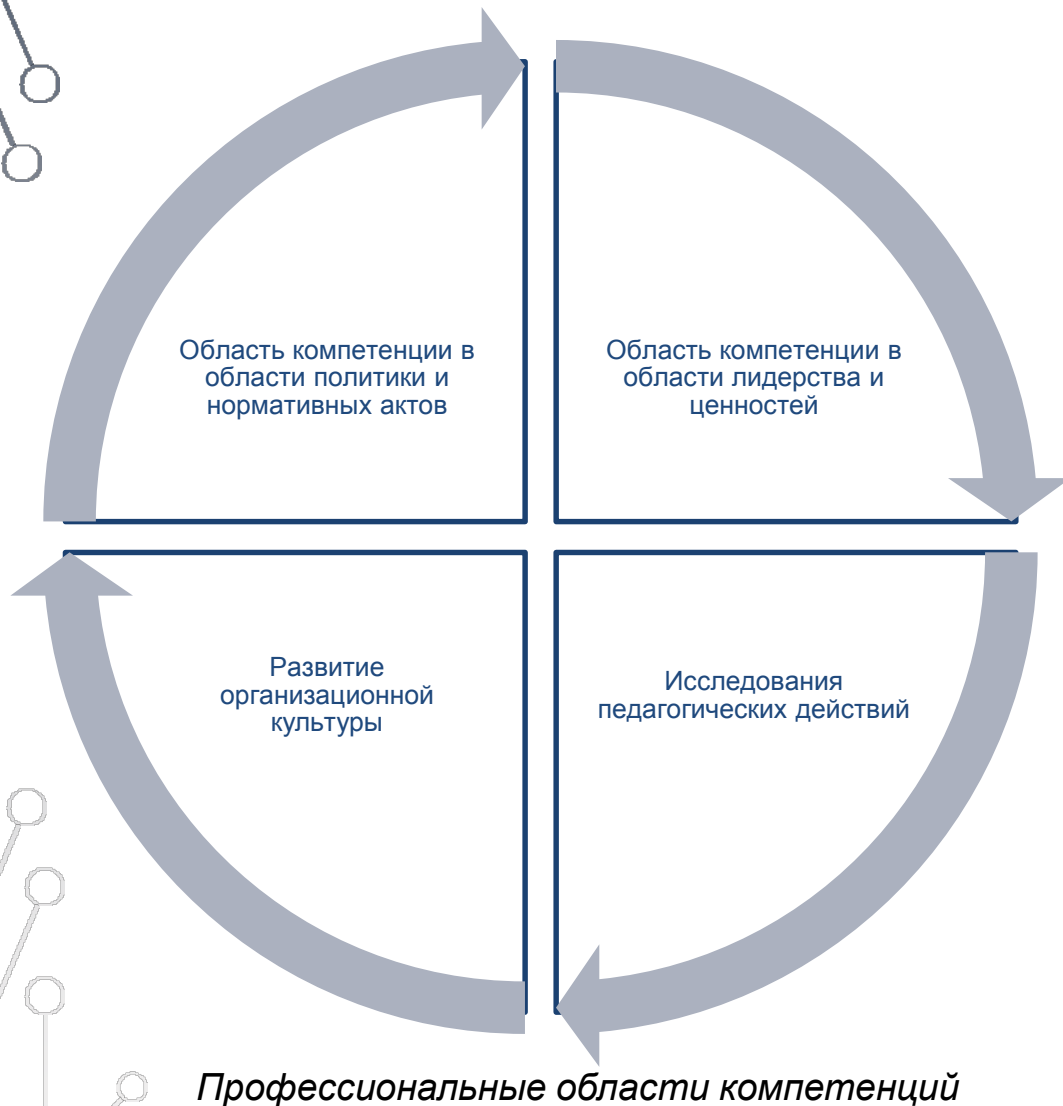 Область компетенции в
области политики и
нормативных актов
Область компетенции в
области лидерства и
ценностей
Развитие
организационной
культуры
Исследования
педагогических действий
Профессиональные области компетенций